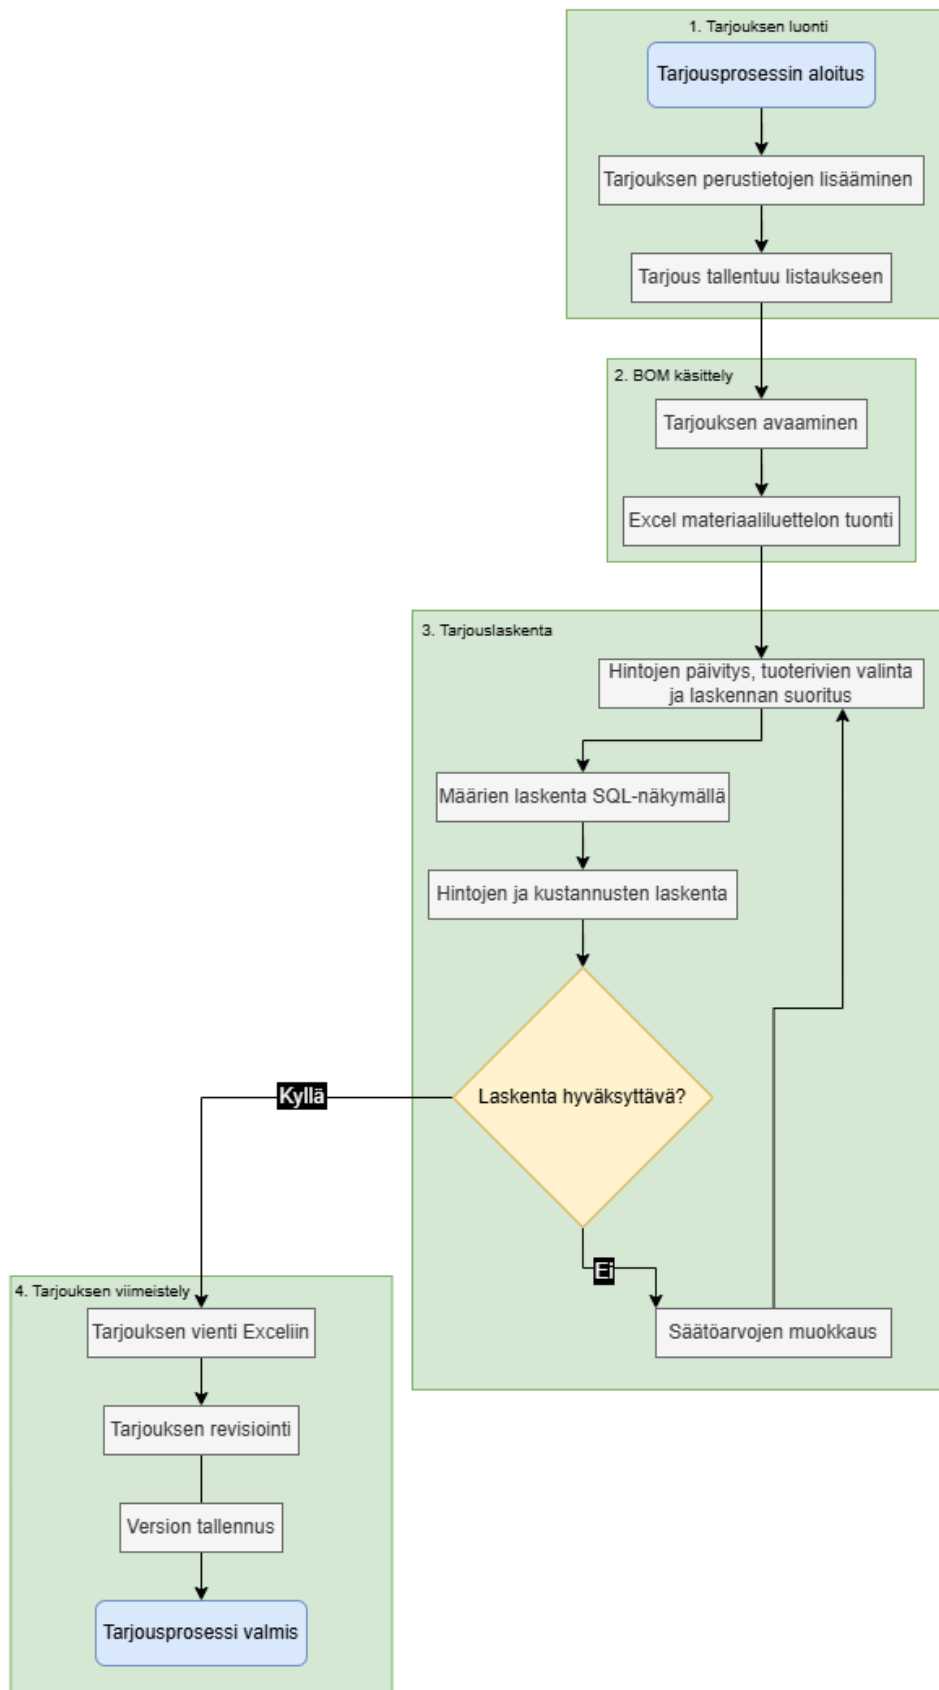 1. Tarjouksen luonti
Tarjousprosessin aloitus
Tarjouksen perustietojen lisääminen
Tarjous tallentuu listaukseen
2. BOM käsittely
Tarjouksen avaaminen
Excel materiaaliluettelon tuonti
3. Tarjouslaskenta
Hintojen päivitys, tuoterivien valinta
ja laskennan suoritus
Määrien laskenta SQL-näkymällä
Hintojen ja kustannusten laskenta
Laskenta hyväksyttävä?
Kyllä
Ei
Säätöarvojen muokkaus
4. Tarjouksen viimeistely
Tarjouksen vienti Exceliin
Tarjouksen revisiointi
Version tallennus
Tarjousprosessi valmis